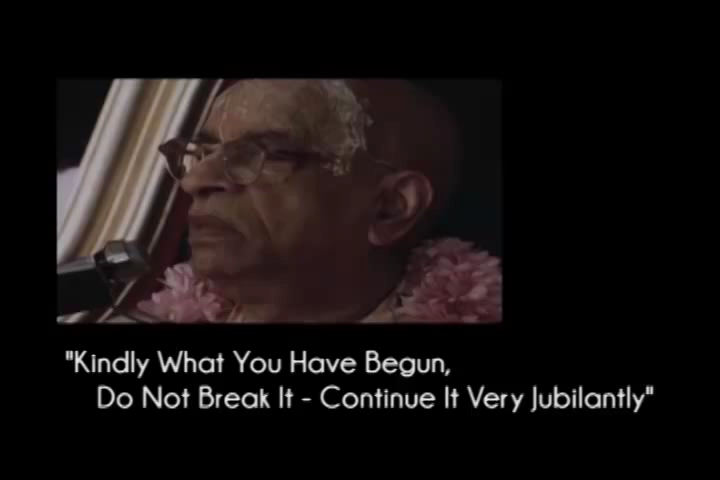 "Kindly What You Have Begun,
Do Not Break It - Continue It Very Jubilantly"